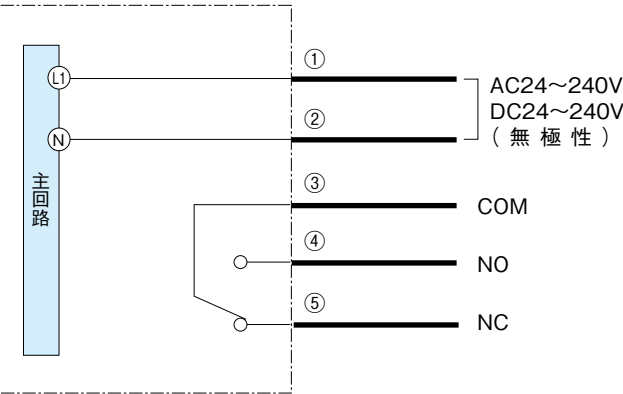 ①
L1
AC24～240V
DC24～240V
（無極性）
②
N
主回路
③
COM
④
NO
⑤
NC